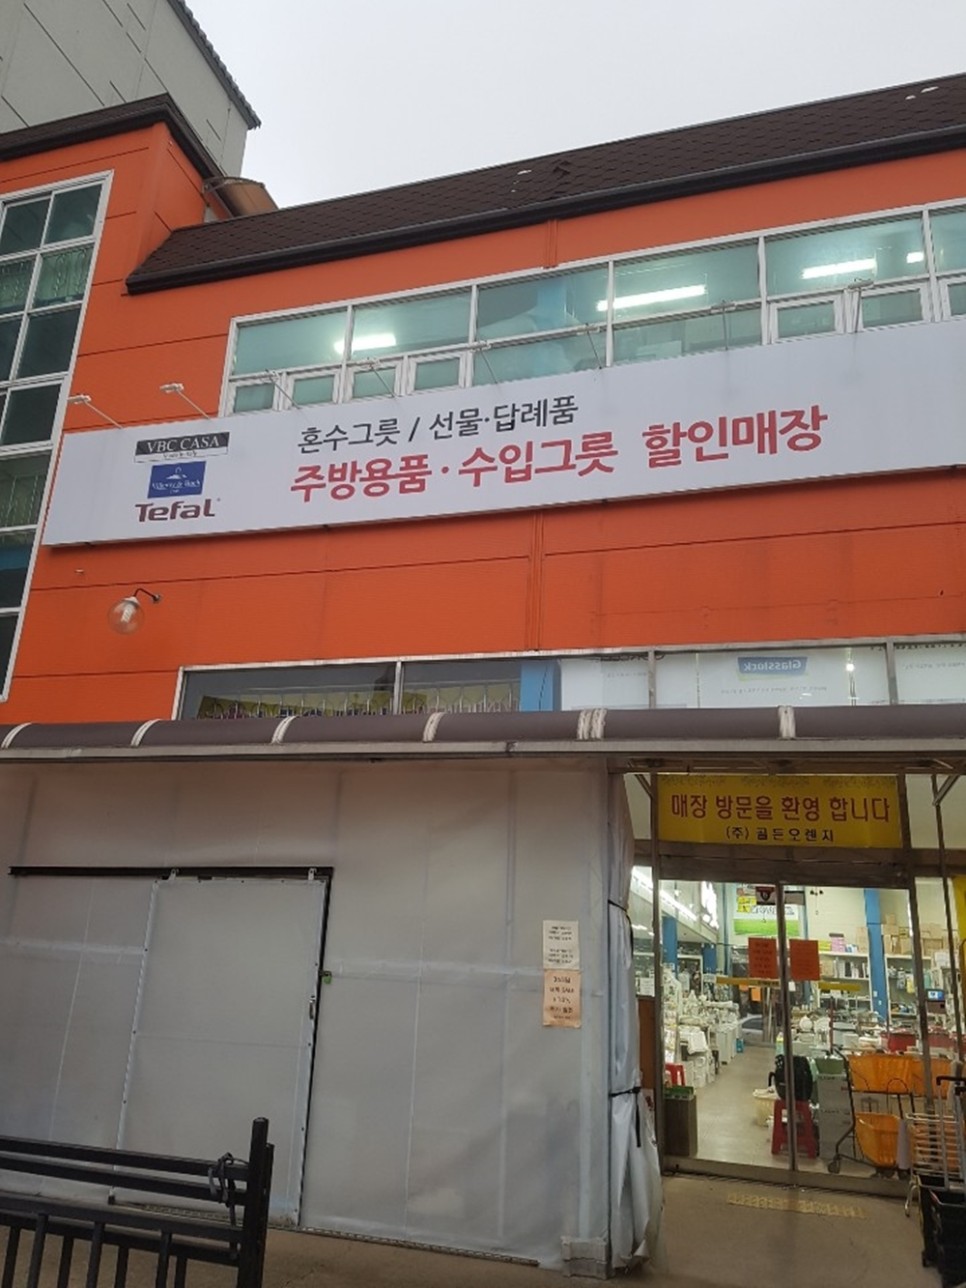 VBC CASA
Tefal
혼수그릇 / 선물·답례품
주방용품·수입그릇 할인매장
Glasslock
매장 방문을 환영 합니다
(주) 골든오렌지